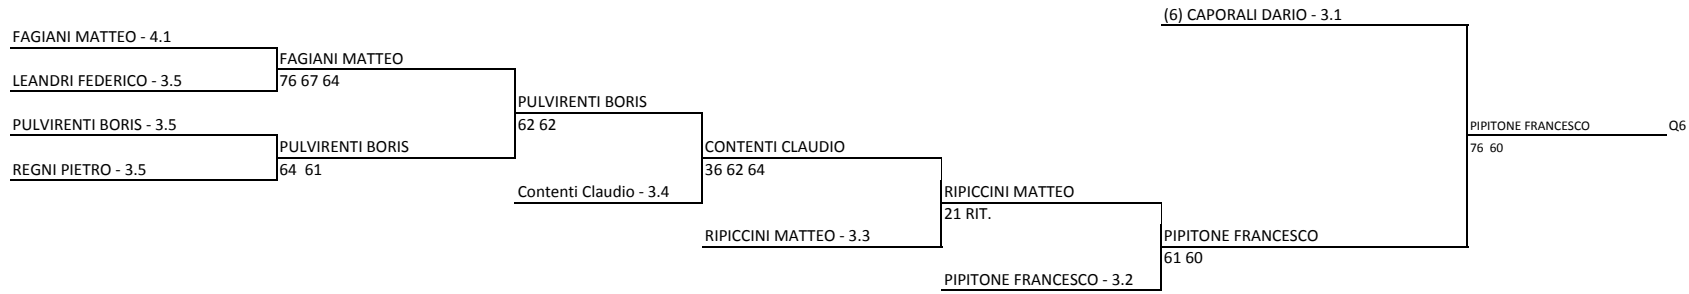 (6) CAPORALI DARIO - 3.1
FAGIANI MATTEO - 4.1
FAGIANI MATTEO
LEANDRI FEDERICO - 3.5
76 67 64
PULVIRENTI BORIS
PULVIRENTI BORIS - 3.5
62 62
PIPITONE FRANCESCO
Q6
PULVIRENTI BORIS
CONTENTI CLAUDIO
76 60
REGNI PIETRO - 3.5
64 61
36 62 64
Contenti Claudio - 3.4
RIPICCINI MATTEO
21 RIT.
RIPICCINI MATTEO - 3.3
PIPITONE FRANCESCO
61 60
PIPITONE FRANCESCO - 3.2